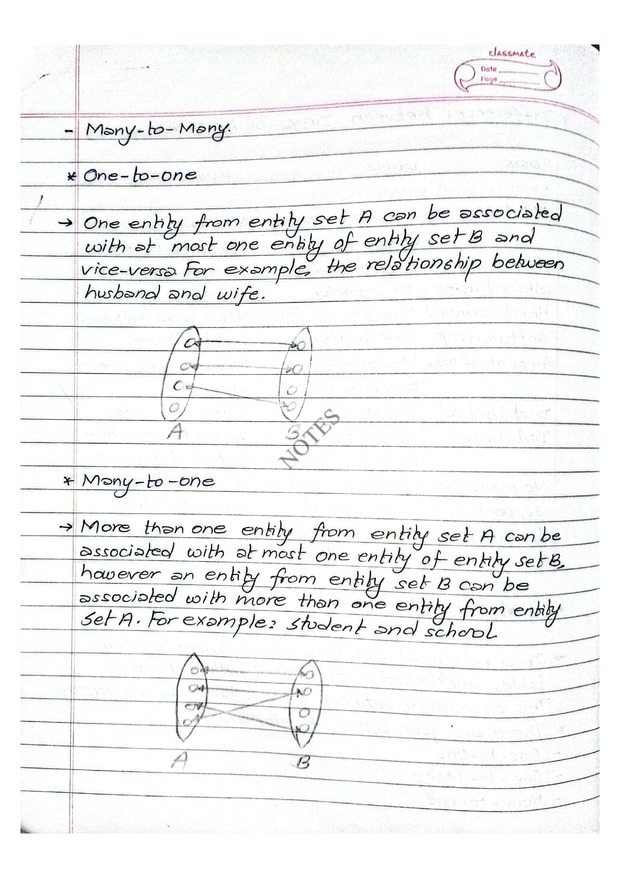 classmate
Date
Page
- Many-to-Many.
* One-to-one
→ One entity from entity set A can be associated
with at most one entity of entity set B and
vice-versa. For example, the relationship between
husband and wife.
A B
NOTES
* Many-to-one
→ More than one entity from entity set A can be
associated with at most one entity of entity set B,
however an entity from entity set B can be
associated with more than one entity from entity
set A. For example: student and school
A B